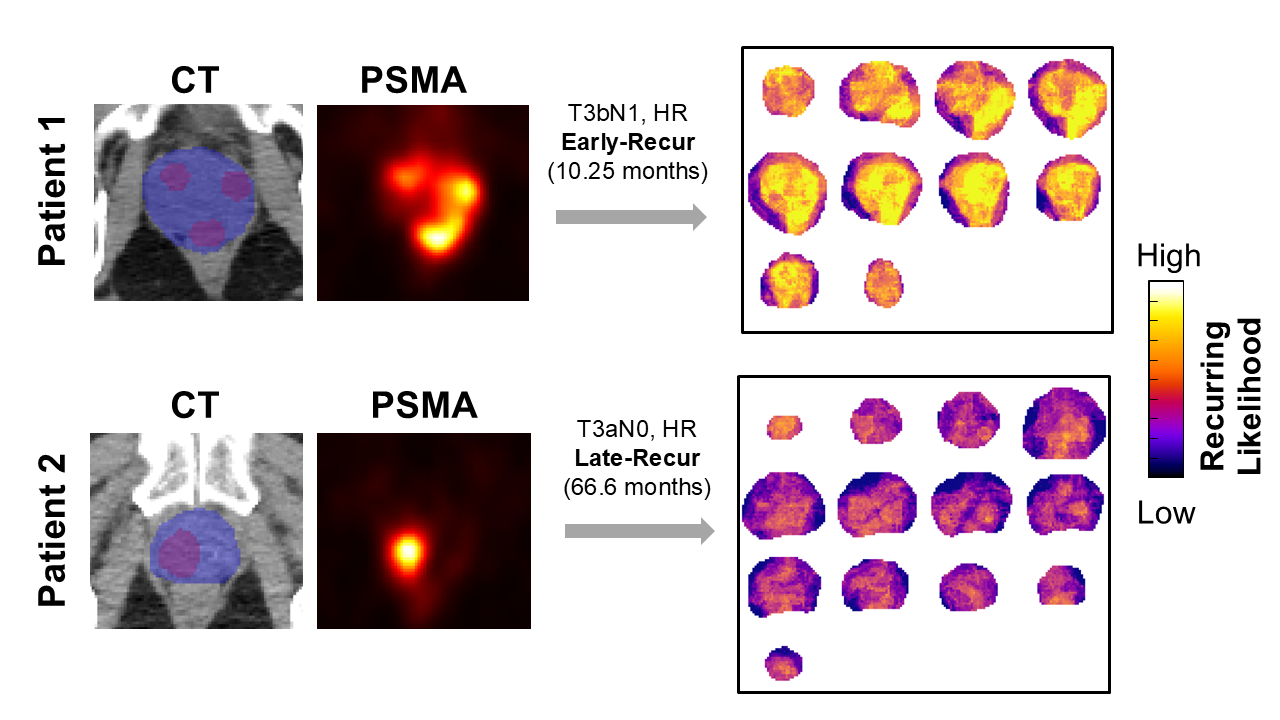 CT
PSMA
Patient 1
T3bN1, HR
Early-Recur
(10.25 months)
High
Recurring
Likelihood
Low
CT
PSMA
Patient 2
T3aN0, HR
Late-Recur
(66.6 months)